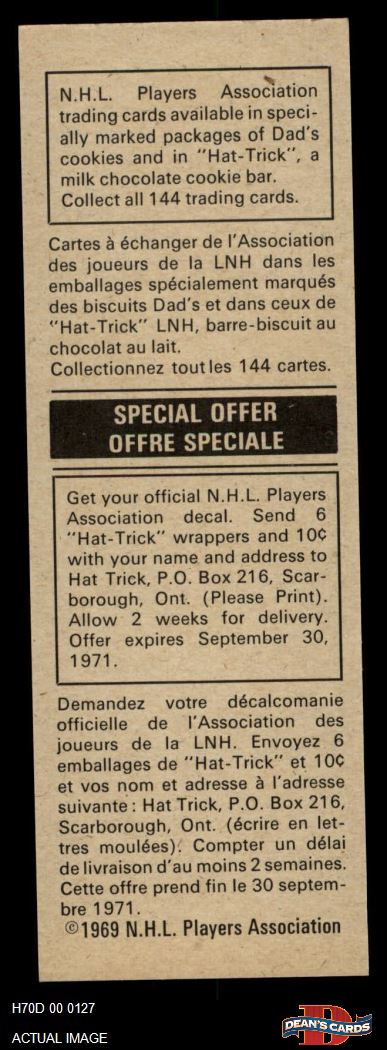 N.H.L. Players Association
trading cards available in speci-
ally marked packages of Dad's
cookies and in "Hat-Trick", a
milk chocolate cookie bar.
Collect all 144 trading cards.
Cartes à échanger de l'Association
des joueurs de la LNH dans les
emballages spécialement marqués
des biscuits Dad's et dans ceux de
"Hat-Trick" LNH, barre-biscuit au
chocolat au lait.
Collectionnez toutles 144 cartes.
SPECIAL OFFER
OFFRE SPECIALE
Get your official N.H.L. Players
Association decal. Send 6
"Hat-Trick" wrappers and 10¢
with your name and address to
Hat Trick, P.O. Box 216, Scar-
borough, Ont. (Please Print).
Allow 2 weeks for delivery.
Offer expires September 30,
1971.
Demandez votre décalcomanie
officielle de l'Association des
joueurs de la LNH. Envoyez 6
emballages de "Hat-Trick" et 10¢
et vos nom et adresse à l'adresse
suivante : Hat Trick, P.O. Box 216,
Scarborough, Ont. (écrire en let-
tres moulées). Compter un délai
de livraison d'au moins 2 semaines.
Cette offre prend fin le 30 septem-
bre 1971.
©1969 N.H.L. Players Association
H70D 00 0127
ACTUAL IMAGE
D
DEAN'S CARDS